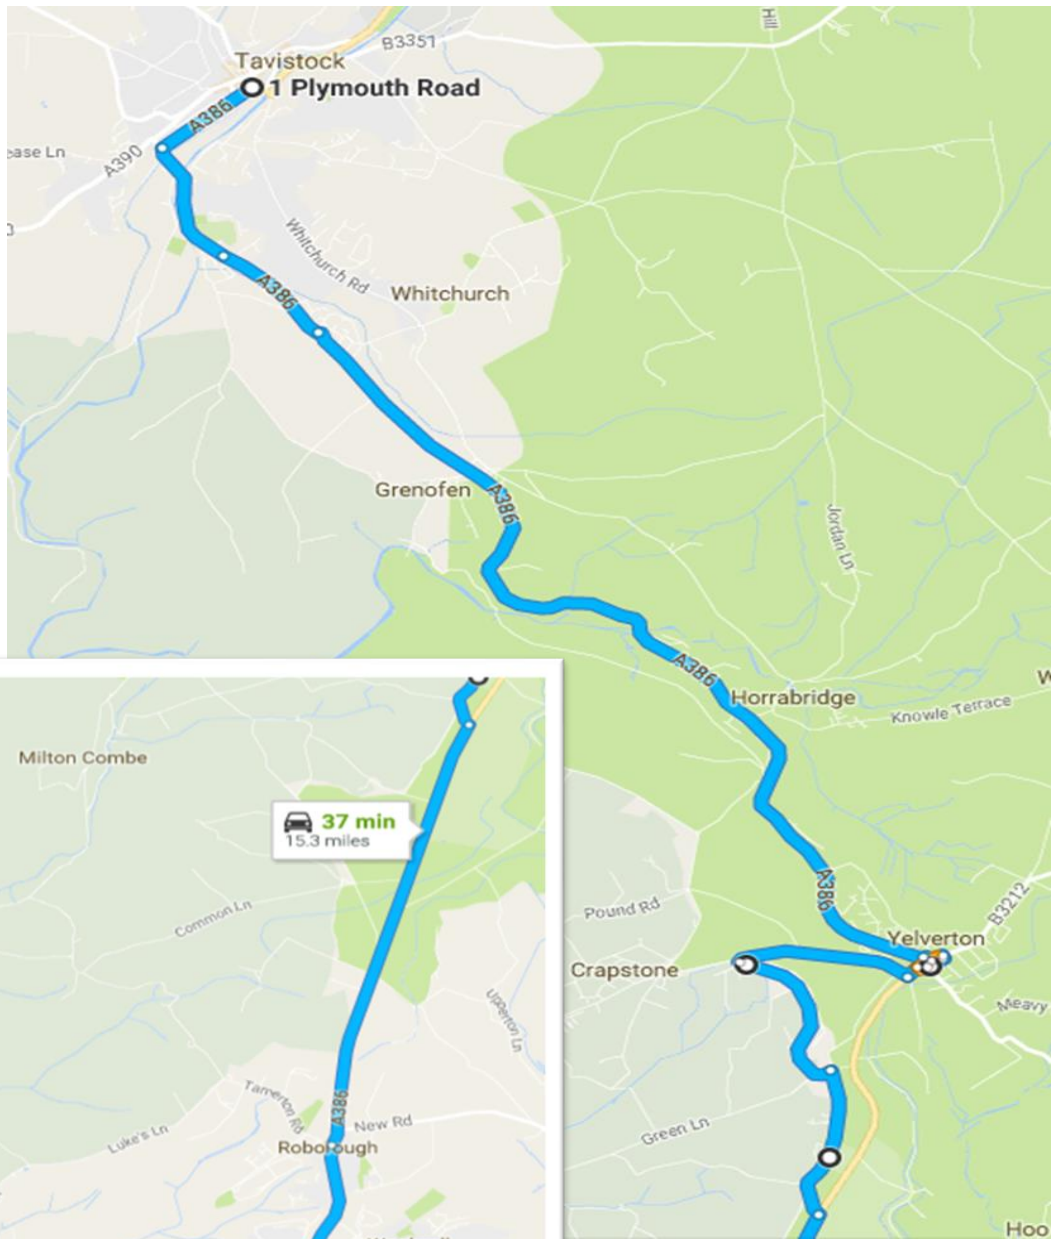 Hill
B3351
Tavistock
1 Plymouth Road
A386
ease Ln
A390
Whitchurch Rd
A386
Whitchurch
Grenofen
A386
Jordan Ln
A386
Horrabridge
Knowle Terrace
W
Milton Combe
37 min
15.3 miles
A386
Pound Rd
B3212
Yelverton
Common Ln
Crapstone
Upperton Ln
Meavy
Tamerton Rd
A386
New Rd
Luke's Ln
Green Ln
Roborough
Hoo